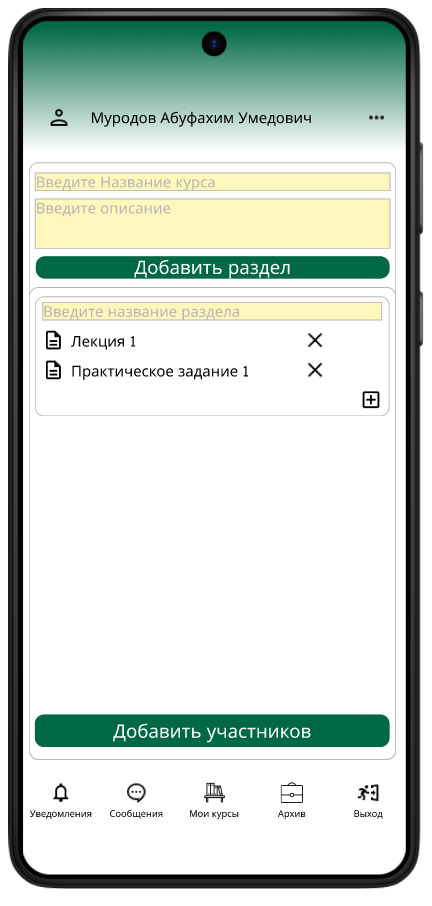 Муродов Абуфахим Умедович
Введите Название курса
Введите описание
Добавить раздел
Введите название раздела
Лекция 1
Практическое задание 1
Добавить участников
Уведомления Сообщения Мои курсы Архив Выход